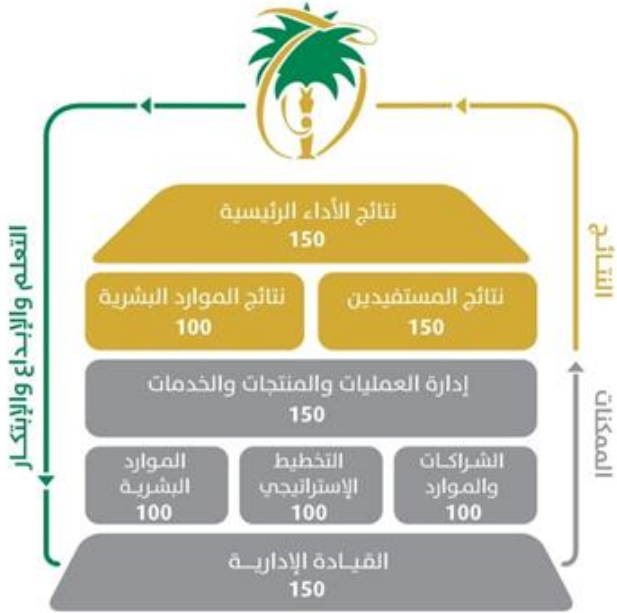 نتائج الأداء الرئيسية
150
نتائج المستفيدين
150
نتائج الموارد البشرية
100
إدارة العمليات والمنتجات والخدمات
150
الشراكات
والموارد
100
التخطيط
الإستراتيجي
100
الموارد
البشرية
100
القيادة الإدارية
150
النتائج
الممكنات
التعلم والإبداع والإبتكار